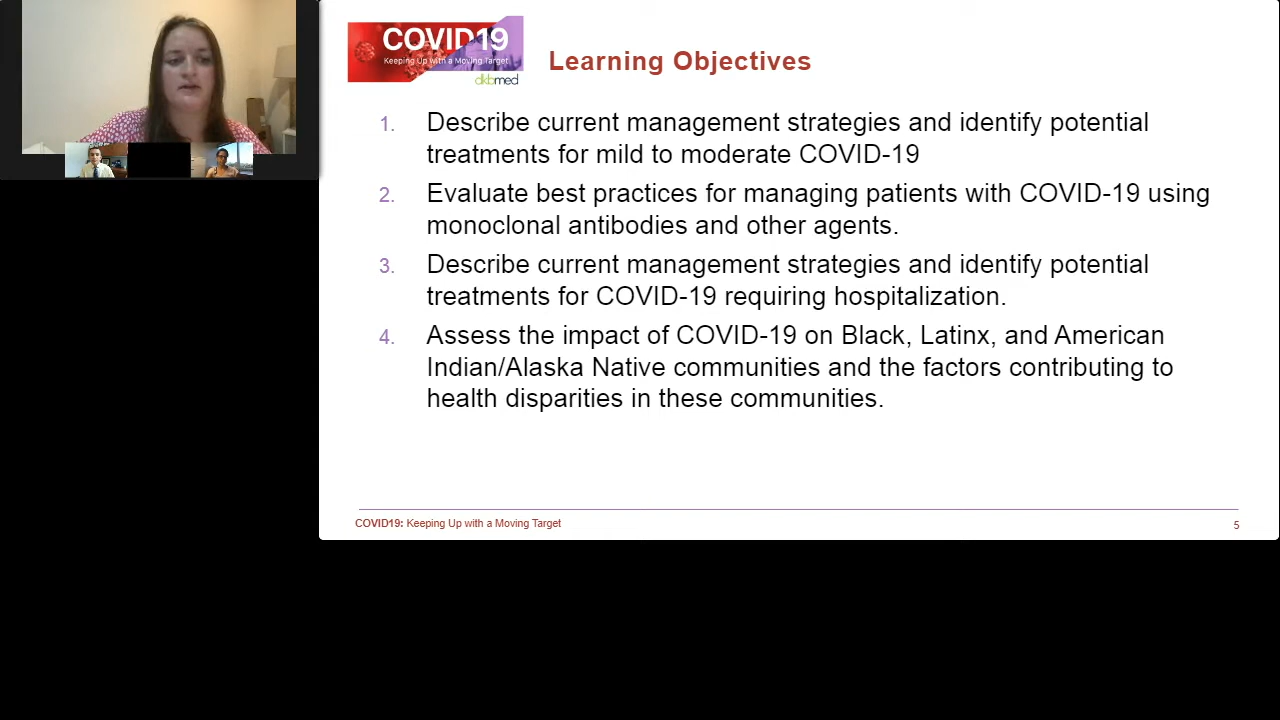 COVID19
Keeping Up with a Moving Target
dkbmed
Learning Objectives
1. Describe current management strategies and identify potential
treatments for mild to moderate COVID-19
2. Evaluate best practices for managing patients with COVID-19 using
monoclonal antibodies and other agents.
3. Describe current management strategies and identify potential
treatments for COVID-19 requiring hospitalization.
4. Assess the impact of COVID-19 on Black, Latinx, and American
Indian/Alaska Native communities and the factors contributing to
health disparities in these communities.
COVID19: Keeping Up with a Moving Target
5